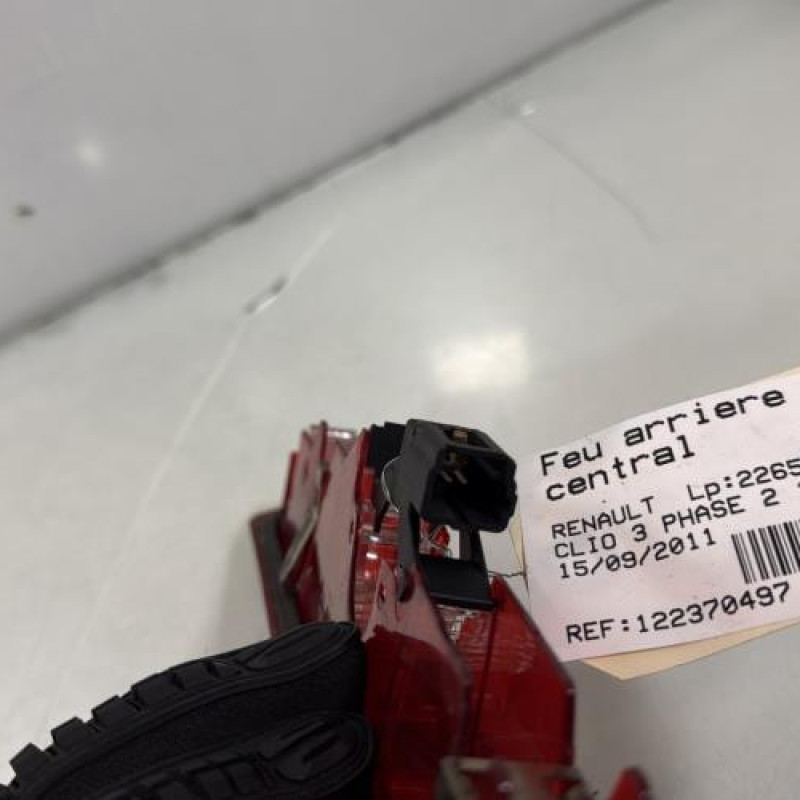 Feu arriere
central
RENAULT Lp:2265
CLIO 3 PHASE 2
15/09/2011
REF:122370497